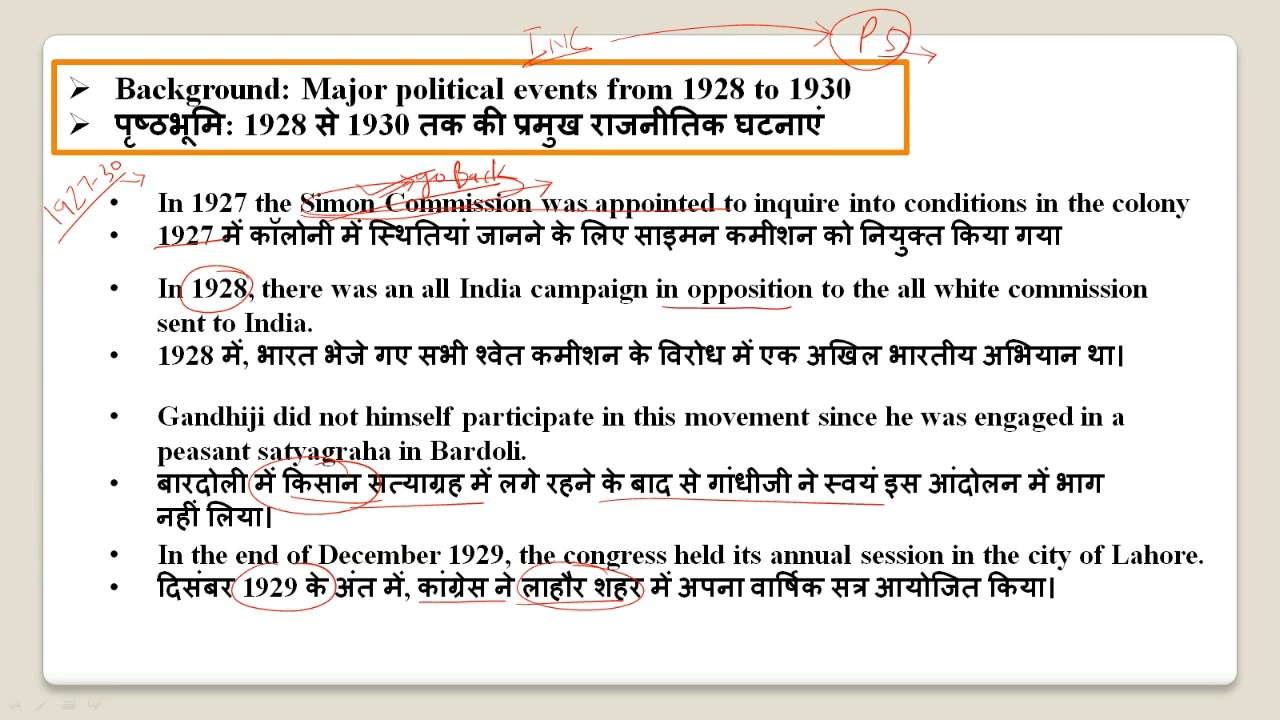 INC → PS
Background: Major political events from 1928 to 1930
पृष्ठभूमि: 1928 से 1930 तक की प्रमुख राजनीतिक घटनाएं
1927-30
go Back
In 1927 the Simon Commission was appointed to inquire into conditions in the colony
1927 में कॉलोनी में स्थितियां जानने के लिए साइमन कमीशन को नियुक्त किया गया
In 1928, there was an all India campaign in opposition to the all white commission
sent to India.
1928 में, भारत भेजे गए सभी श्वेत कमीशन के विरोध में एक अखिल भारतीय अभियान था।
Gandhiji did not himself participate in this movement since he was engaged in a
peasant satyagraha in Bardoli.
बारदोली में किसान सत्याग्रह में लगे रहने के बाद से गांधीजी ने स्वयं इस आंदोलन में भाग
नहीं लिया।
In the end of December 1929, the congress held its annual session in the city of Lahore.
दिसंबर 1929 के अंत में, कांग्रेस ने लाहौर शहर में अपना वार्षिक सत्र आयोजित किया।